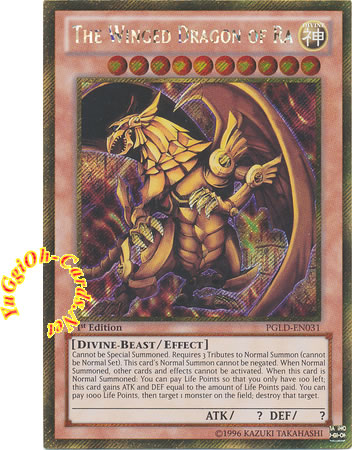 The Winged Dragon of Ra
DIVINE
神
YuGgiOh-Cards.Net
1st Edition
PGLD-EN031
[DIVINE-BEAST/EFFECT]
Cannot be Special Summoned. Requires 3 Tributes to Normal Summon (cannot
be Normal Set). This card's Normal Summon cannot be negated. When Normal
Summoned, other cards and effects cannot be activated. When this card is
Normal Summoned: You can pay Life Points so that you only have 100 left;
this card gains ATK and DEF equal to the amount of Life Points paid. You can
pay 1000 Life Points, then target 1 monster on the field; destroy that target.
ATK/ ? DEF/ ?
©1996 KAZUKI TAKAHASHI